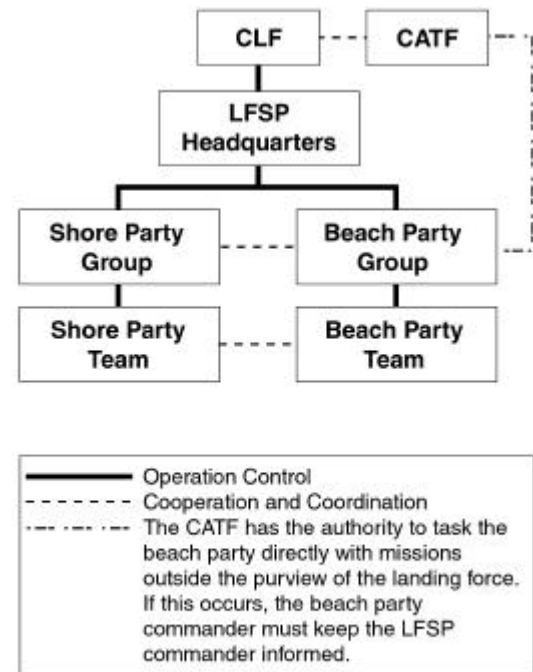 CLF
CATF
LFSP
Headquarters
Shore Party
Group
Beach Party
Group
Shore Party
Team
Beach Party
Team
Operation Control
Cooperation and Coordination
The CATF has the authority to task the
beach party directly with missions
outside the purview of the landing force.
If this occurs, the beach party
commander must keep the LFSP
commander informed.